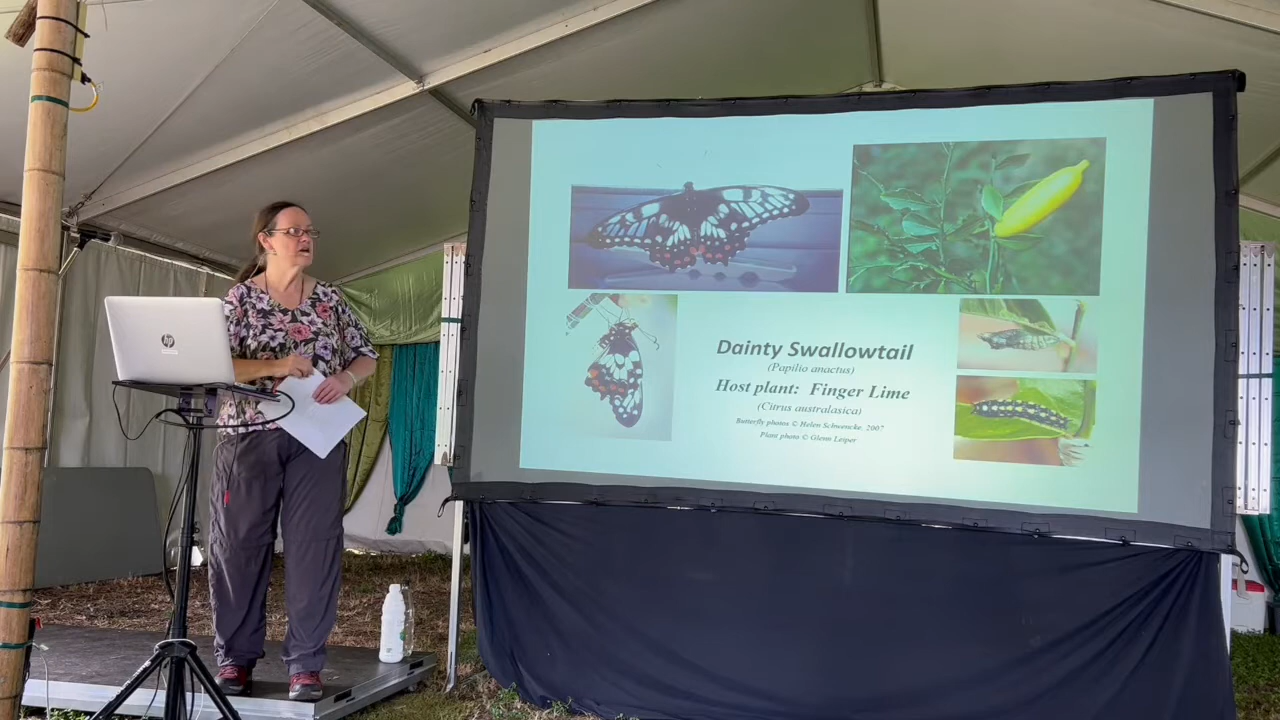 hp
Dainty Swallowtail
(Papilio anactus)
Host plant: Finger Lime
(Citrus australasica)
Butterfly photos © Helen Schwencke, 2007
Plant photo © Glenn Leiper